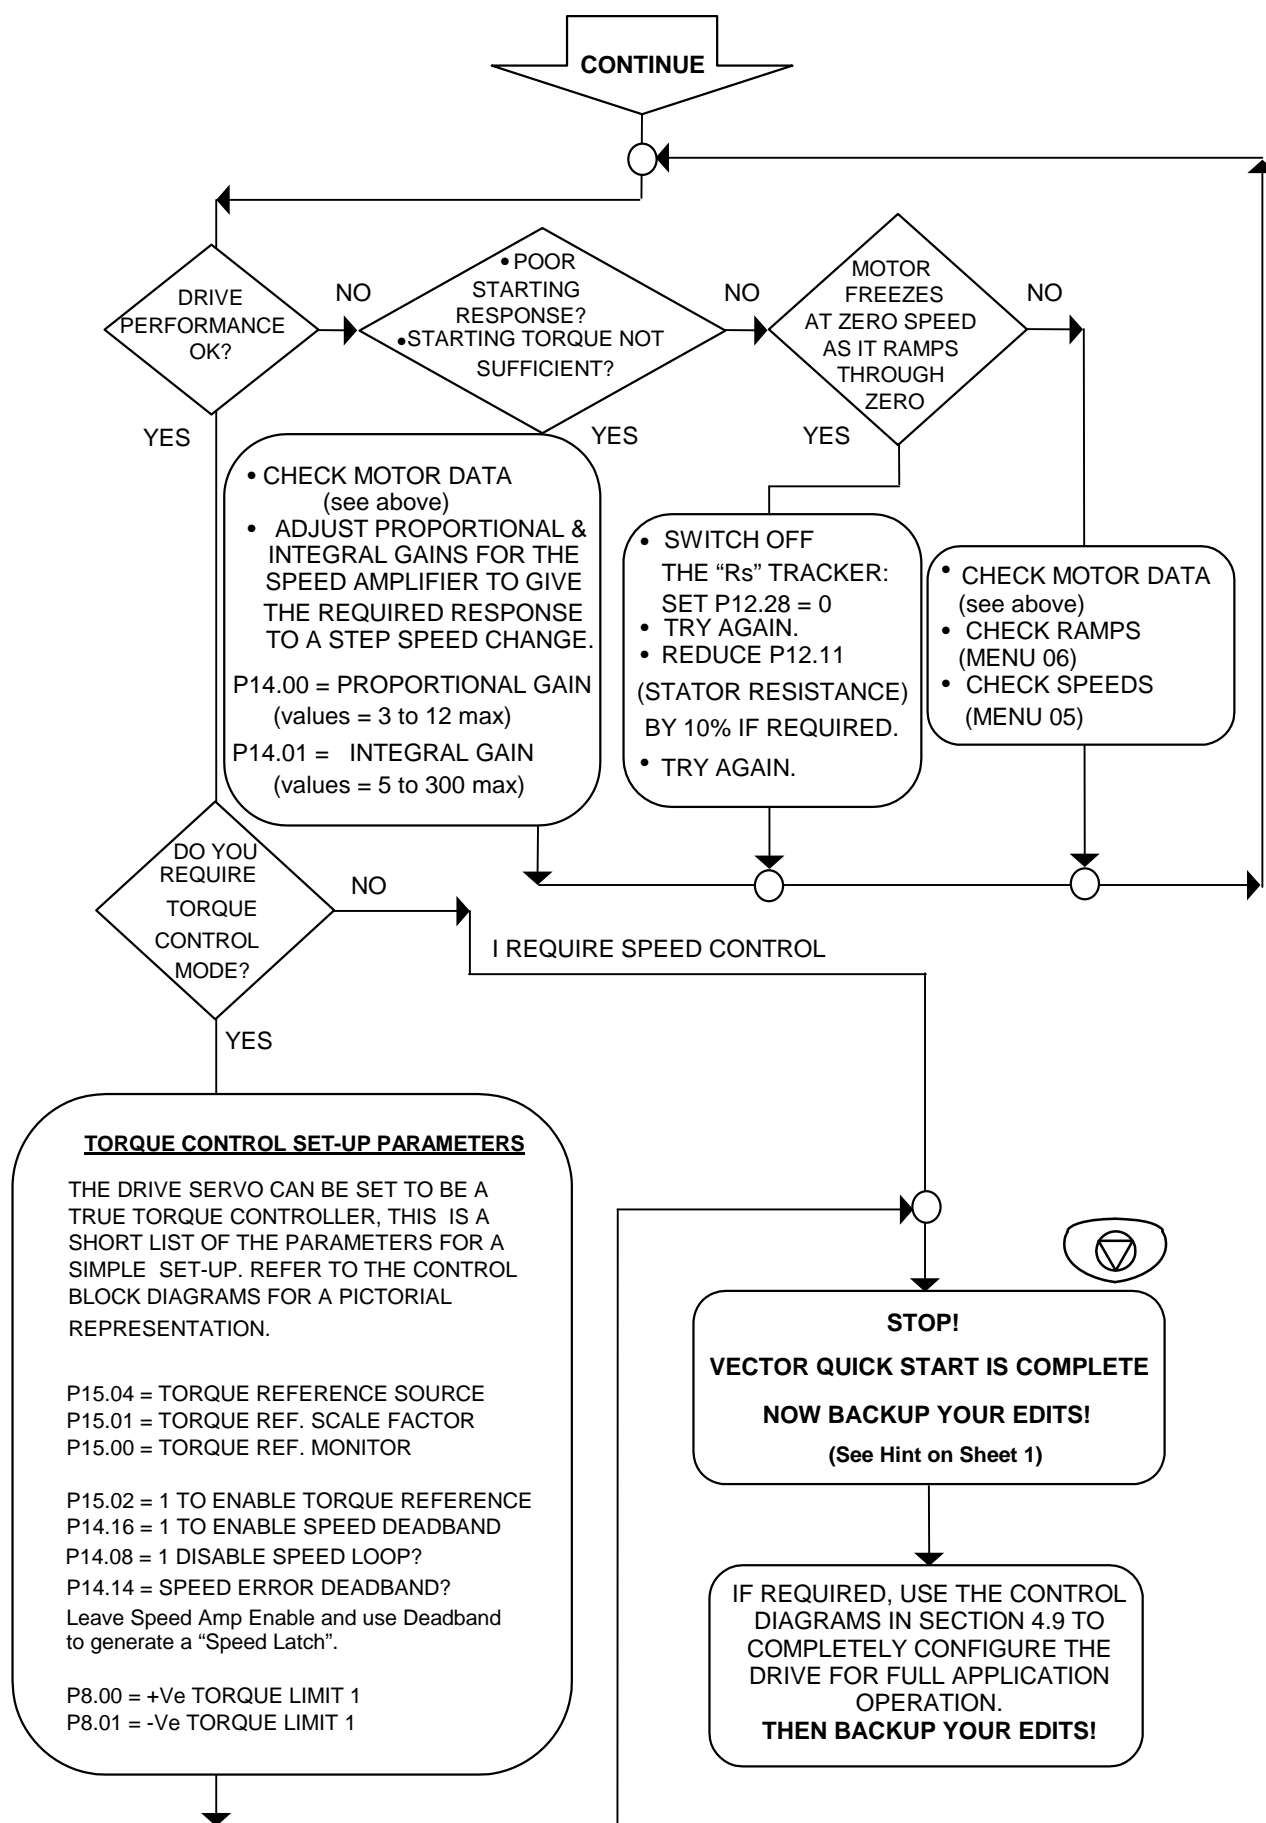 CONTINUE
DRIVE
PERFORMANCE
OK?
NO
YES
• POOR
STARTING
RESPONSE?
• STARTING TORQUE NOT
SUFFICIENT?
NO
YES
MOTOR
FREEZES
AT ZERO SPEED
AS IT RAMPS
THROUGH
ZERO
NO
YES
• CHECK MOTOR DATA
(see above)
• ADJUST PROPORTIONAL &
INTEGRAL GAINS FOR THE
SPEED AMPLIFIER TO GIVE
THE REQUIRED RESPONSE
TO A STEP SPEED CHANGE.
P14.00 = PROPORTIONAL GAIN
(values = 3 to 12 max)
P14.01 = INTEGRAL GAIN
(values = 5 to 300 max)
• SWITCH OFF
THE “Rs” TRACKER:
SET P12.28 = 0
• TRY AGAIN.
• REDUCE P12.11
(STATOR RESISTANCE)
BY 10% IF REQUIRED.
• TRY AGAIN.
• CHECK MOTOR DATA
(see above)
• CHECK RAMPS
(MENU 06)
• CHECK SPEEDS
(MENU 05)
DO YOU
REQUIRE
TORQUE
CONTROL
MODE?
NO
I REQUIRE SPEED CONTROL
YES
TORQUE CONTROL SET-UP PARAMETERS
THE DRIVE SERVO CAN BE SET TO BE A
TRUE TORQUE CONTROLLER, THIS IS A
SHORT LIST OF THE PARAMETERS FOR A
SIMPLE SET-UP. REFER TO THE CONTROL
BLOCK DIAGRAMS FOR A PICTORIAL
REPRESENTATION.
P15.04 = TORQUE REFERENCE SOURCE
P15.01 = TORQUE REF. SCALE FACTOR
P15.00 = TORQUE REF. MONITOR
P15.02 = 1 TO ENABLE TORQUE REFERENCE
P14.16 = 1 TO ENABLE SPEED DEADBAND
P14.08 = 1 DISABLE SPEED LOOP?
P14.14 = SPEED ERROR DEADBAND?
Leave Speed Amp Enable and use Deadband
to generate a “Speed Latch”.
P8.00 = +Ve TORQUE LIMIT 1
P8.01 = -Ve TORQUE LIMIT 1
STOP!
VECTOR QUICK START IS COMPLETE
NOW BACKUP YOUR EDITS!
(See Hint on Sheet 1)
IF REQUIRED, USE THE CONTROL
DIAGRAMS IN SECTION 4.9 TO
COMPLETELY CONFIGURE THE
DRIVE FOR FULL APPLICATION
OPERATION.
THEN BACKUP YOUR EDITS!